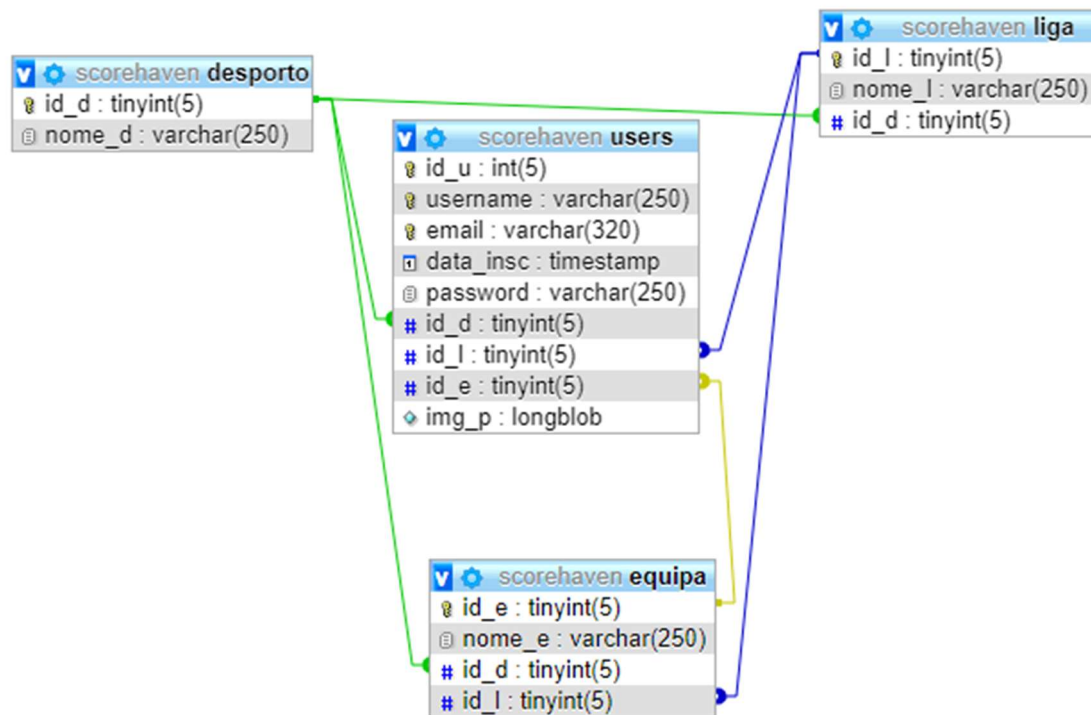 scorehaven desporto
id_d : tinyint(5)
nome_d : varchar(250)
scorehaven liga
id_l : tinyint(5)
nome_l : varchar(250)
id_d : tinyint(5)
scorehaven users
id_u : int(5)
username : varchar(250)
email : varchar(320)
data_insc : timestamp
password : varchar(250)
id_d : tinyint(5)
id_l : tinyint(5)
id_e : tinyint(5)
img_p : longblob
scorehaven equipa
id_e : tinyint(5)
nome_e : varchar(250)
id_d : tinyint(5)
id_l : tinyint(5)